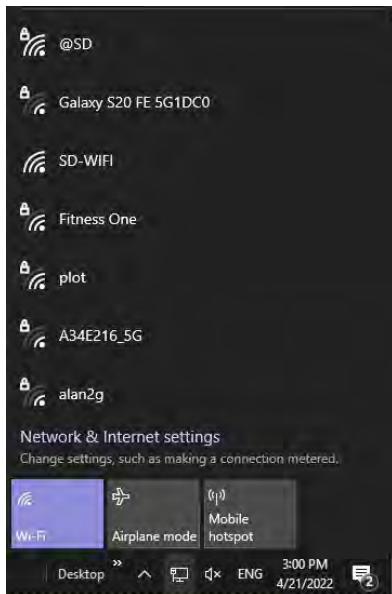 @SD
Galaxy S20 FE 5G1DC0
SD-WIFI
Fitness One
plot
A34E216_5G
alan2g
Network & Internet settings
Change settings, such as making a connection metered.
Wi-Fi
Airplane mode
Mobile
hotspot
Desktop
ENG
3:00 PM
4/21/2022
2